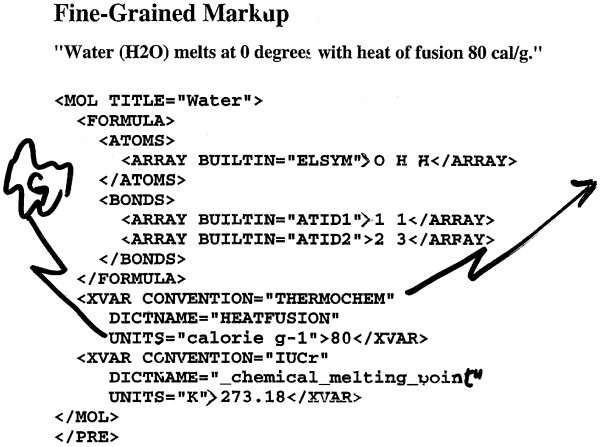 Fine-Grained Markup
"Water (H2O) melts at 0 degrees with heat of fusion 80 cal/g."
<MOL TITLE="Water">
<FORMULA>
<ATOMS>
<ARRAY BUILTIN="ELSYM">O H H</ARRAY>
</ATOMS>
<BONDS>
<ARRAY BUILTIN="ATID1">1 1</ARRAY>
<ARRAY BUILTIN="ATID2">2 3</ARRAY>
</BONDS>
</FORMULA>
<XVAR CONVENTION="THERMOCHEM"
DICTNAME="HEATFUSION"
UNITS="calorie g-1">80</XVAR>
<XVAR CONVENTION="IUCr"
DICTNAME="_chemical_melting_point"
UNITS="K">273.18</XVAR>
</MOL>
</PRE>